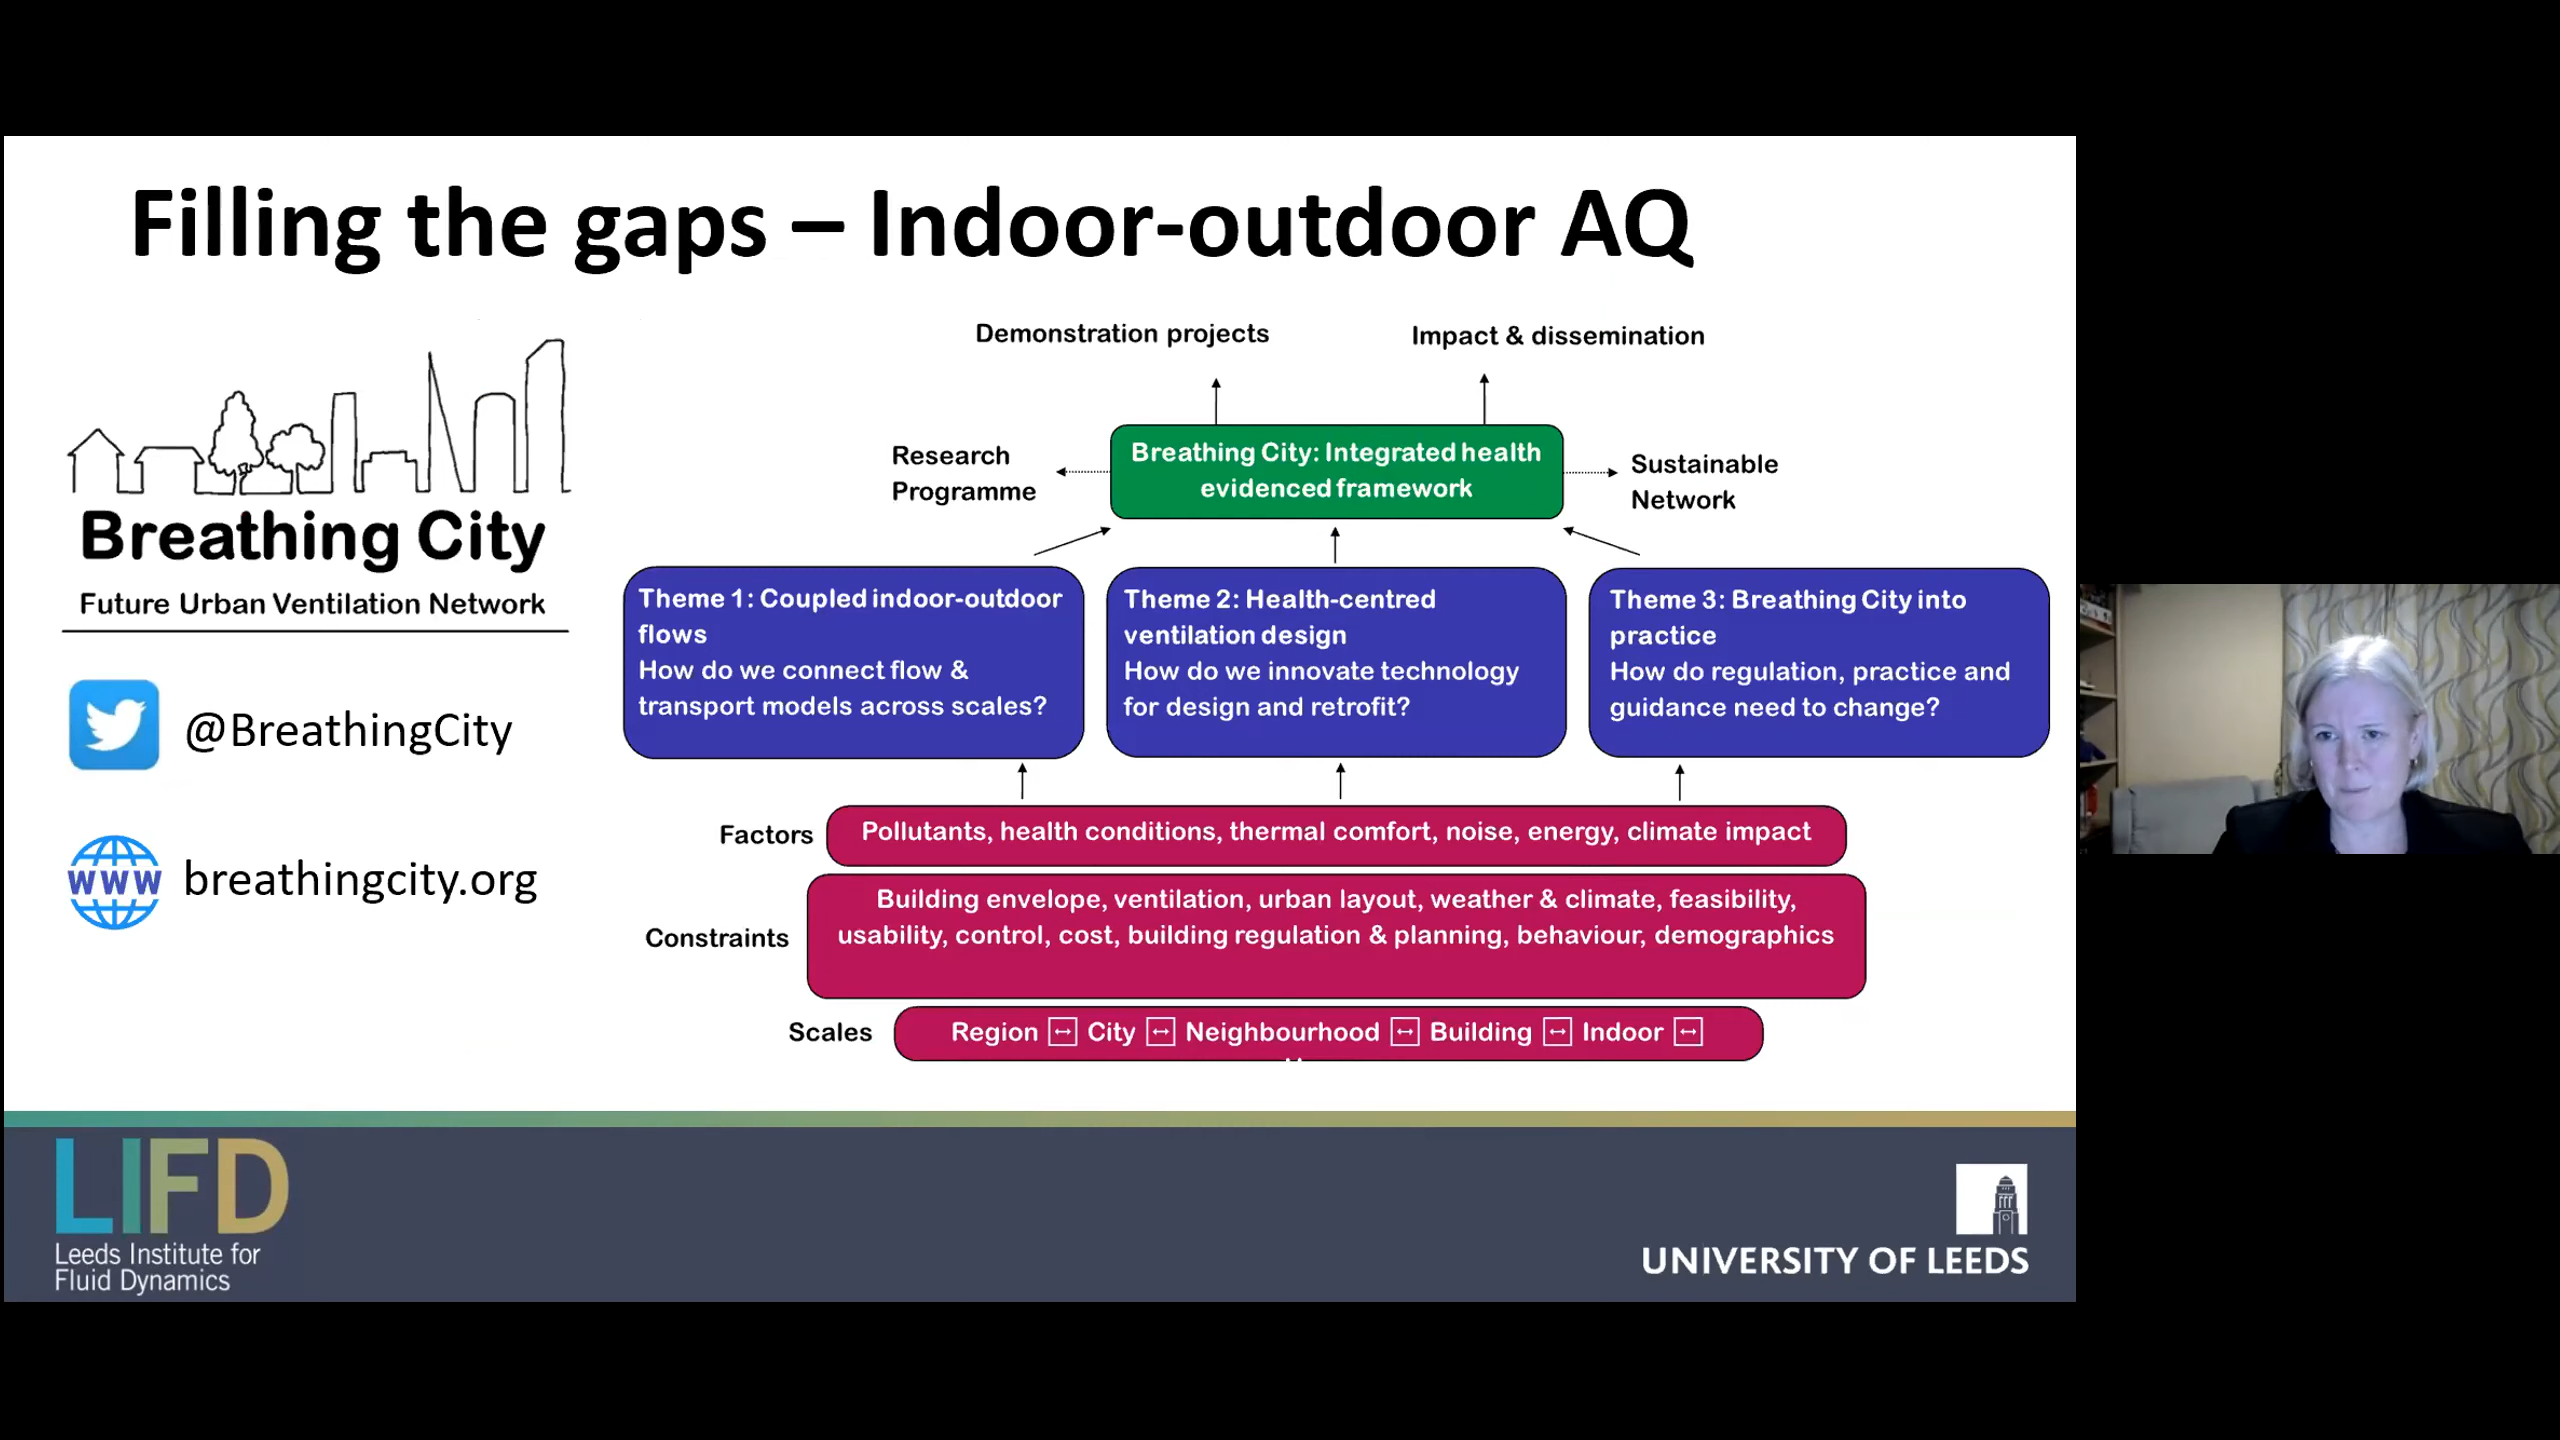 Filling the gaps – Indoor-outdoor AQ
Breathing City
Future Urban Ventilation Network
@BreathingCity
www
breathingcity.org
Demonstration projects
Impact & dissemination
Research
Programme
Breathing City: Integrated health
evidenced framework
Sustainable
Network
Theme 1: Coupled indoor-outdoor
flows
How do we connect flow &
transport models across scales?
Theme 2: Health-centred
ventilation design
How do we innovate technology
for design and retrofit?
Theme 3: Breathing City into
practice
How do regulation, practice and
guidance need to change?
Factors
Pollutants, health conditions, thermal comfort, noise, energy, climate impact
Constraints
Building envelope, ventilation, urban layout, weather & climate, feasibility,
usability, control, cost, building regulation & planning, behaviour, demographics
Scales
Region ↔ City ↔ Neighbourhood ↔ Building ↔ Indoor ↔
LIFD
Leeds Institute for
Fluid Dynamics
UNIVERSITY OF LEEDS